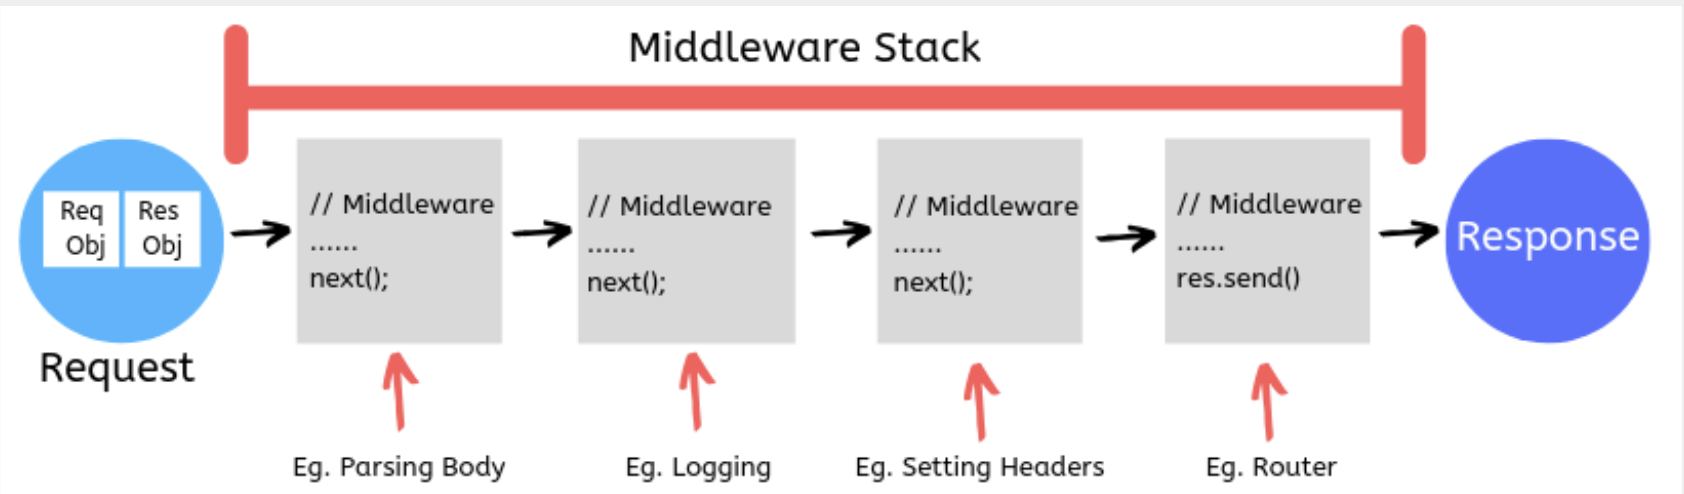 Middleware Stack
Req
Obj
Res
Obj
Request
// Middleware
......
next();
// Middleware
......
next();
// Middleware
......
next();
// Middleware
......
res.send()
Response
Eg. Parsing Body
Eg. Logging
Eg. Setting Headers
Eg. Router